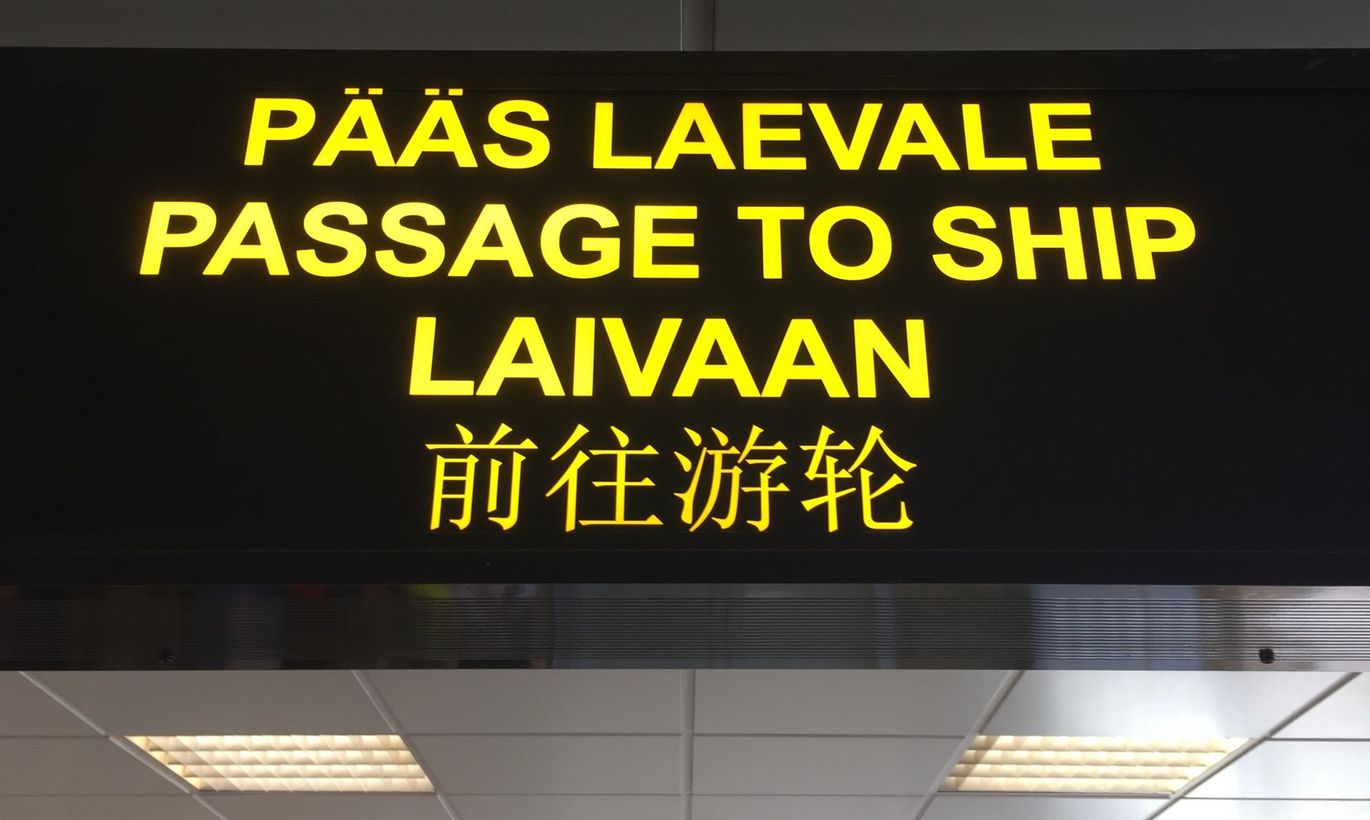 PÄÄS LAEVALE
PASSAGE TO SHIP
LAIVAAN
前往游轮